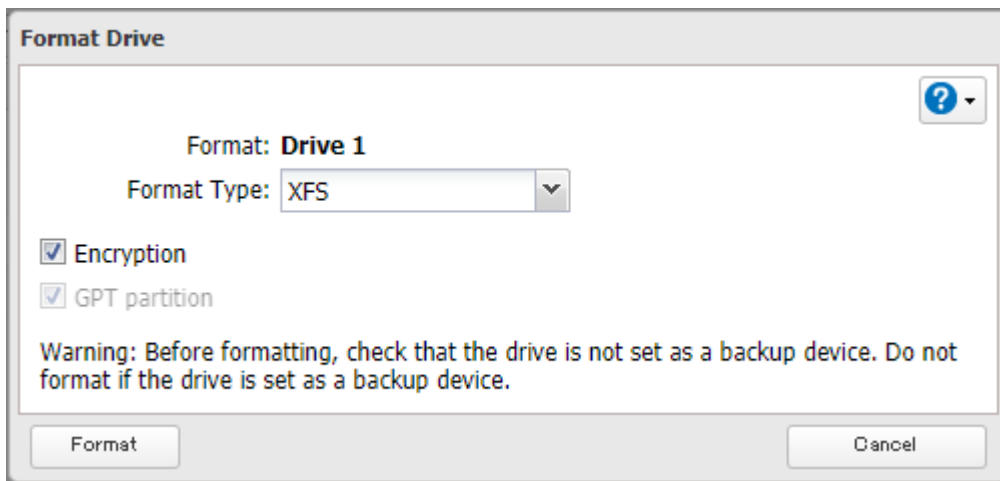 Format Drive
?
Format: Drive 1
Format Type: XFS
Encryption
GPT partition
Warning: Before formatting, check that the drive is not set as a backup device. Do not
format if the drive is set as a backup device.
Format Cancel